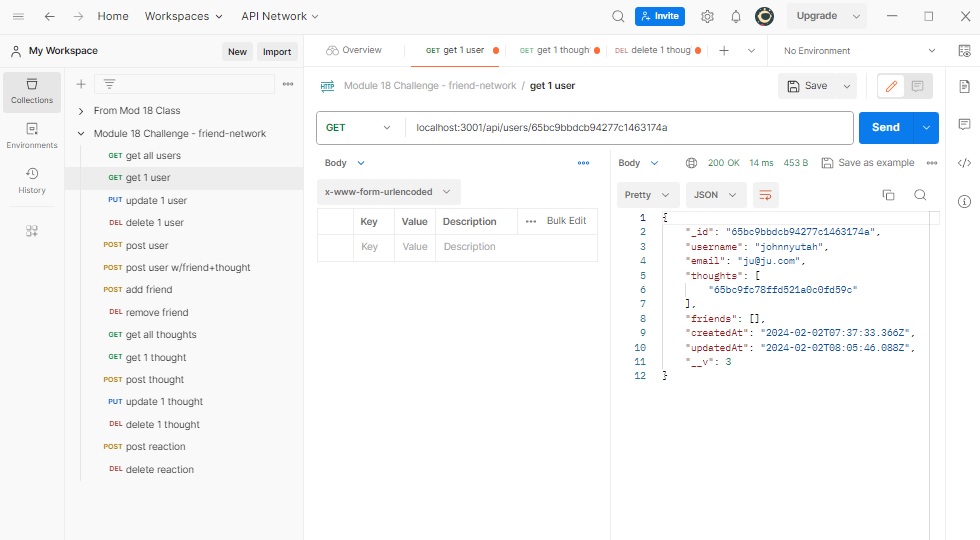 Home Workspaces API Network Invite Upgrade
My Workspace New Import Overview GET get 1 user GET get 1 though DEL delete 1 thoug No Environment
Collections
Environments
History
From Mod 18 Class
Module 18 Challenge - friend-network
GET get all users
GET get 1 user
PUT update 1 user
DEL delete 1 user
POST post user
POST post user w/friend+thought
POST add friend
POST remove friend
GET get all thoughts
GET get 1 thought
POST post thought
PUT update 1 thought
DEL delete 1 thought
POST post reaction
DEL delete reaction
HTTP Module 18 Challenge - friend-network / get 1 user Save
GET localhost:3001/api/users/65bc9bbdcb94277c1463174a Send
Body
x-www-form-urlencoded
Key Value Description Bulk Edit
Key Value Description
Body 200 OK 14 ms 453 B Save as example
Pretty JSON
1 {
2 "_id": "65bc9bbdcb94277c1463174a",
3 "username": "johnnyutah",
4 "email": "ju@ju.com",
5 "thoughts": [
6 "65bc9fc78ffd521a0c0fd59c"
7 ],
8 "friends": [],
9 "createdAt": "2024-02-02T07:37:33.366Z",
10 "updatedAt": "2024-02-02T08:05:46.088Z",
11 "__v": 3
12 }